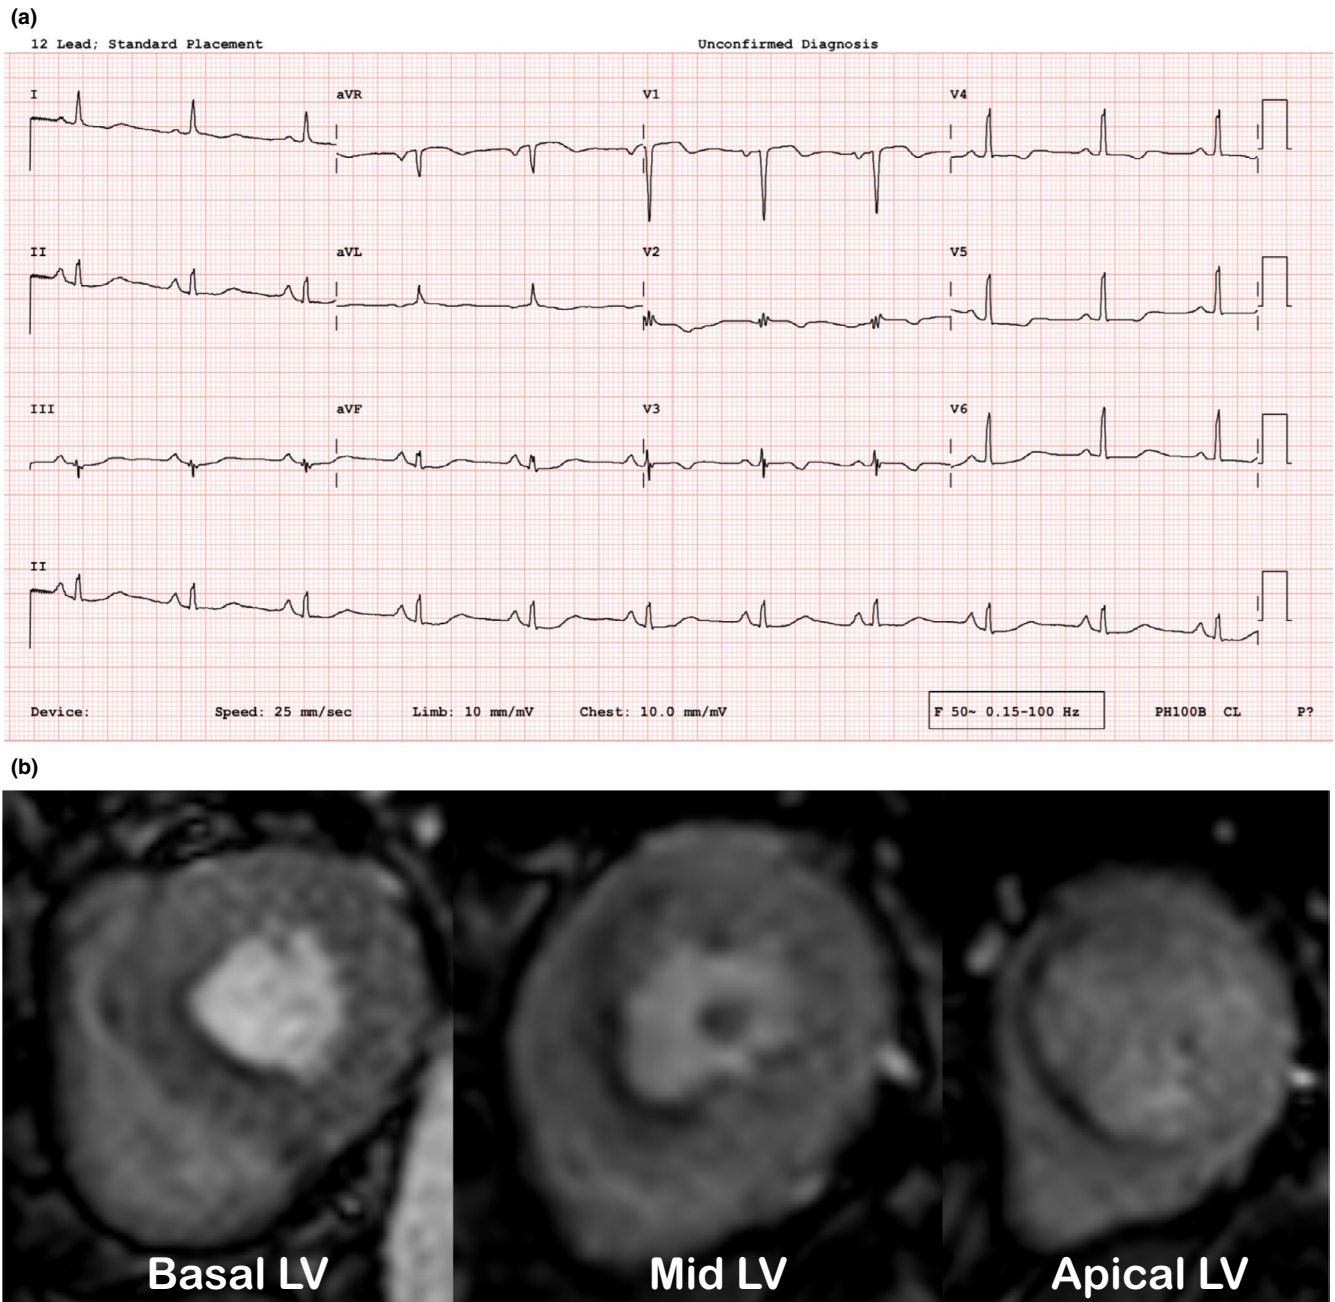 (a)
12 Lead; Standard Placement Unconfirmed Diagnosis
I aVR V1 V4
II aVL V2 V5
III aVF V3 V6
II
Device: Speed: 25 mm/sec Limb: 10 mm/mV Chest: 10.0 mm/mV F 50~ 0.15-100 Hz PH100B CL P?
(b)
Basal LV Mid LV Apical LV